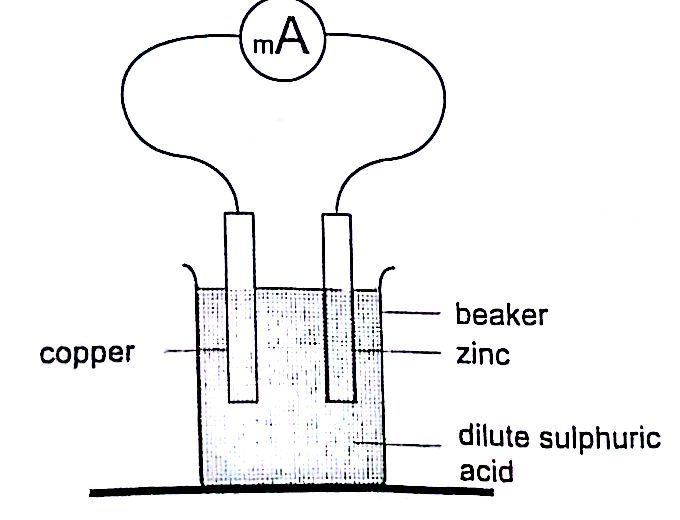 mA
beaker
copper
zinc
dilute sulphuric
acid